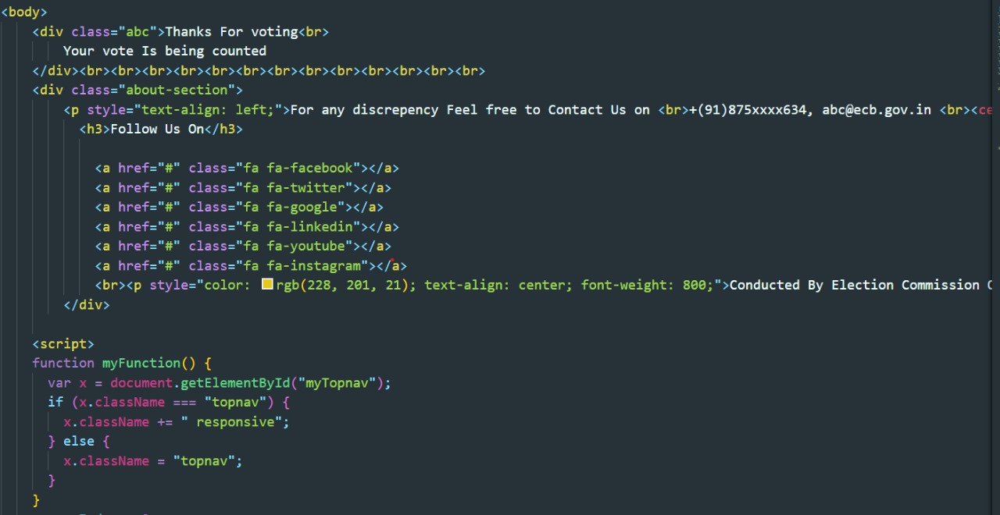 <body>
<div class="abc">Thanks For voting<br>
Your vote Is being counted
</div><br><br><br><br><br><br><br><br><br><br><br><br><br>
<div class="about-section">
<p style="text-align: left;">For any discrepency Feel free to Contact Us on <br>+(91)875xxxx634, abc@ecb.gov.in <br><ce
<h3>Follow Us On</h3>
<a href="#" class="fa fa-facebook"></a>
<a href="#" class="fa fa-twitter"></a>
<a href="#" class="fa fa-google"></a>
<a href="#" class="fa fa-linkedin"></a>
<a href="#" class="fa fa-youtube"></a>
<a href="#" class="fa fa-instagram"></a>
<br><p style="color: rgb(228, 201, 21); text-align: center; font-weight: 800;">Conducted By Election Commission
</div>
<script>
function myFunction() {
var x = document.getElementById("myTopnav");
if (x.className === "topnav") {
x.className += " responsive";
} else {
x.className = "topnav";
}
}